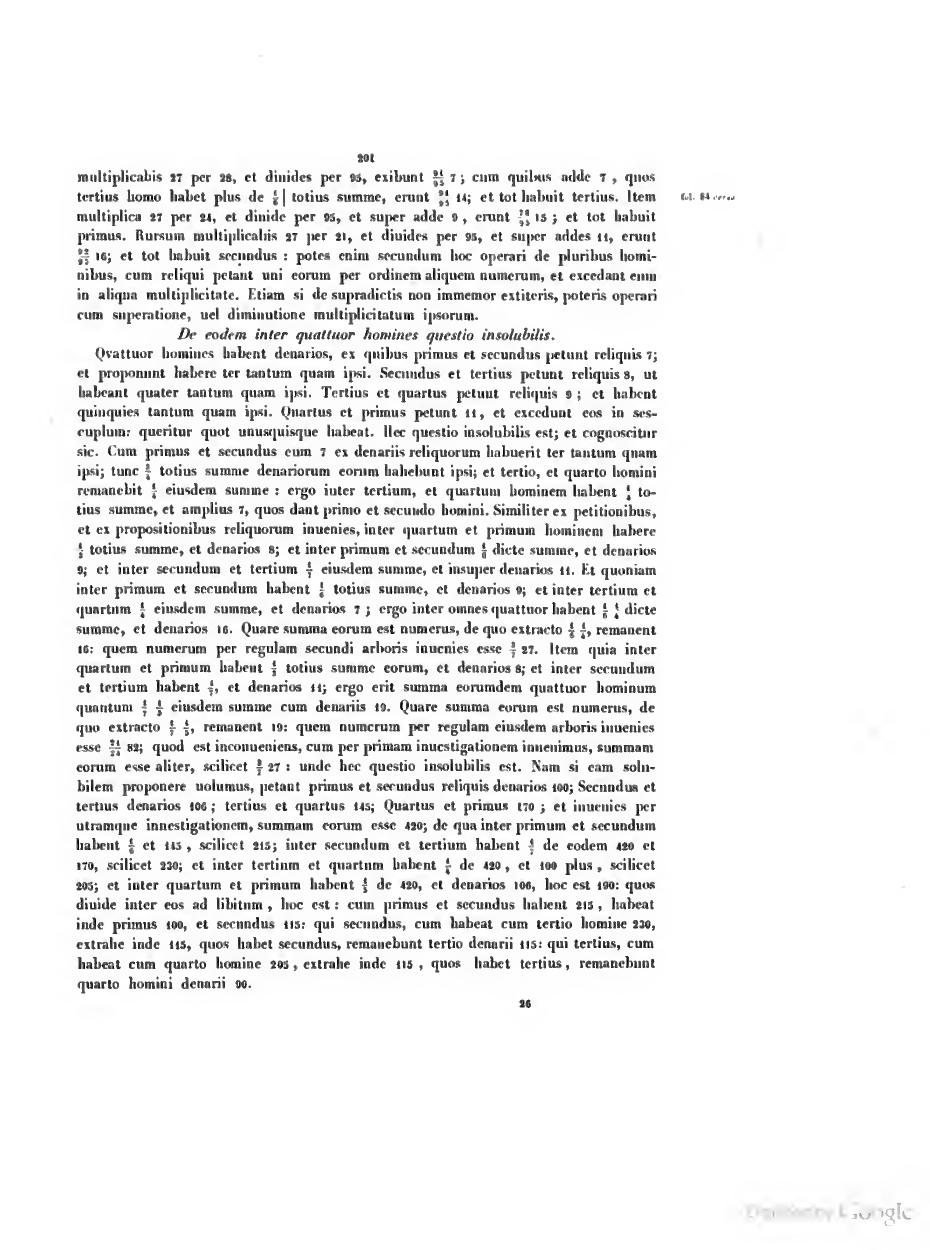 201
multiplicabis 27 per 28, et diuides per 95, exibunt 91/95 7; cum quibus adde 7, quos
tertius homo habet plus de 1/6 | totius summe, erunt 91/95 14; et tot habuit tertius. Item
fol. 84 verso
multiplica 27 per 24, et diuide per 95, et super adde 9, erunt 78/95 15; et tot habuit
primus. Rursum multiplicabis 27 per 21, et diuides per 95, et super addes 11, erunt
92/95 16; et tot habuit secundus : potes enim secundum hoc operari de pluribus homi-
nibus, cum reliqui petant uni eorum per ordinem aliquem numerum, et excedant eum
in aliqua multiplicitate. Etiam si de supradictis non immemor extiteris, poteris operari
cum superatione, uel diminutione multiplicitatum ipsorum.
De eodem inter quattuor homines questio insolubilis.
Qvattuor homines habent denarios, ex quibus primus et secundus petunt reliquis 7;
et proponunt habere ter tantum quam ipsi. Secundus et tertius petunt reliquis 8, ut
habeant quater tantum quam ipsi. Tertius et quartus petunt reliquis 9; et habent
quinquies tantum quam ipsi. Quartus et primus petunt 11, et excedunt eos in ses-
cuplum: queritur quot unusquisque habeat. Hec questio insolubilis est; et cognoscitur
sic. Cum primus et secundus cum 7 ex denariis reliquorum habuerit ter tantum quam
ipsi; tunc 3/4 totius summe denariorum eorum habebunt ipsi; et tertio, et quarto homini
remanebit 1/4 eiusdem summe : ergo inter tertium, et quartum hominem habent 1/4 to-
tius summe, et amplius 7, quos dant primo et secundo homini. Similiter ex petitionibus,
et ex propositionibus reliquorum inuenies, inter quartum et primum hominem habere
1/5 totius summe, et denarios 8; et inter primum et secundum 1/6 dicte summe, et denarios
9; et inter secundum et tertium 1/7 eiusdem summe, et insuper denarios 11. Et quoniam
inter primum et secundum habent 1/6 totius summe, et denarios 9; et inter tertium et
quartum 1/4 eiusdem summe, et denarios 7 ; ergo inter omnes quattuor habent 1/6 1/4 dicte
summe, et denarios 16. Quare summa eorum est numerus, de quo extracto 1/6 1/4, remanent
16: quem numerum per regulam secundi arboris inuenies esse 3/7 27. Item quia inter
quartum et primum habent 1/5 totius summe eorum, et denarios 8; et inter secundum
et tertium habent 1/7, et denarios 11; ergo erit summa eorumdem quattuor hominum
quantum 1/7 1/5 eiusdem summe cum denariis 19. Quare summa eorum est numerus, de
quo extracto 1/7 1/5, remanent 19: quem numerum per regulam eiusdem arboris inuenies
esse 21/24 82; quod est inconueniens, cum per primam inuestigationem inuenimus, summam
eorum esse aliter, scilicet 3/7 27 : unde hec questio insolubilis est. Nam si eam solu-
bilem proponere uolumus, petant primus et secundus reliquis denarios 100; Secundus et
tertius denarios 106 ; tertius et quartus 145; Quartus et primus 170 ; et inuenies per
utramque inuestigationem, summam eorum esse 420; de qua inter primum et secundum
habent 1/6 et 145 , scilicet 215; inter secundum et tertium habent 1/7 de eodem 420 et
170, scilicet 230; et inter tertium et quartum habent 1/4 de 420, et 100 plus, scilicet
205; et inter quartum et primum habent 1/5 de 420, et denarios 106, hoc est 190: quos
diuide inter eos ad libitum, hoc est : cum primus et secundus habent 215, habeat
inde primus 100, et secundus 115: qui secundus, cum habeat cum tertio homine 230,
extrahe inde 115, quos habet secundus, remanebunt tertio denarii 115: qui tertius, cum
habeat cum quarto homine 205, extrahe inde 115, quos habet tertius, remanebunt
quarto homini denarii 90.
26
Digitized by Google